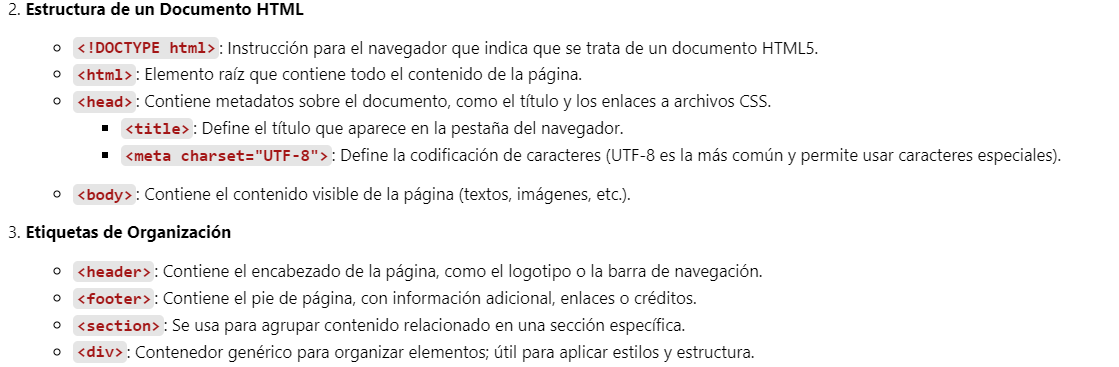 2. Estructura de un Documento HTML
<!DOCTYPE html>: Instrucción para el navegador que indica que se trata de un documento HTML5.
<html>: Elemento raíz que contiene todo el contenido de la página.
<head>: Contiene metadatos sobre el documento, como el título y los enlaces a archivos CSS.
<title>: Define el título que aparece en la pestaña del navegador.
<meta charset="UTF-8">: Define la codificación de caracteres (UTF-8 es la más común y permite usar caracteres especiales).
<body>: Contiene el contenido visible de la página (textos, imágenes, etc.).
3. Etiquetas de Organización
<header>: Contiene el encabezado de la página, como el logotipo o la barra de navegación.
<footer>: Contiene el pie de página, con información adicional, enlaces o créditos.
<section>: Se usa para agrupar contenido relacionado en una sección específica.
<div>: Contenedor genérico para organizar elementos; útil para aplicar estilos y estructura.